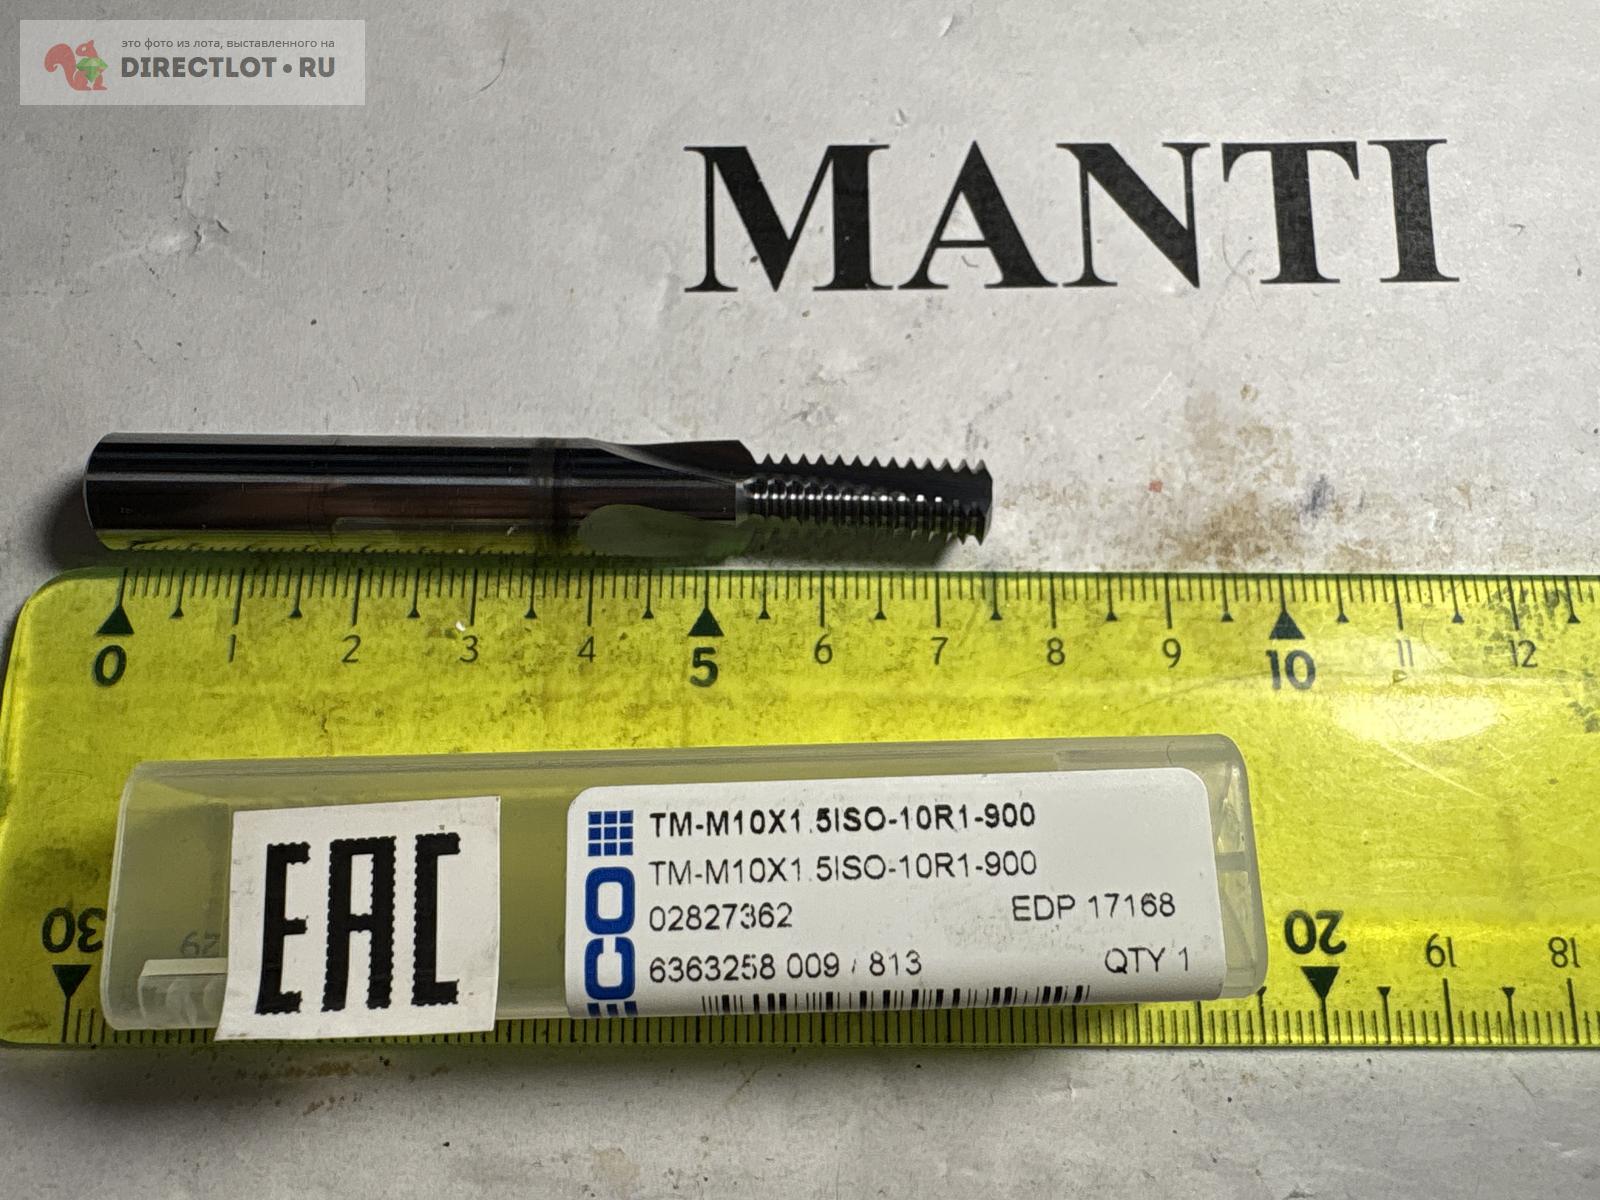 это фото из лота, выставленного на
DIRECTLOT•RU
MANTI
0 1 2 3 4 5 6 7 8 9 10 11 12
TM-M10X1.5ISO-10R1-900
TM-M10X1.5ISO-10R1-900
02827362 EDP 17168
6363258 009 / 813 QTY 1
ECO
EAC
30 29 20 19 18